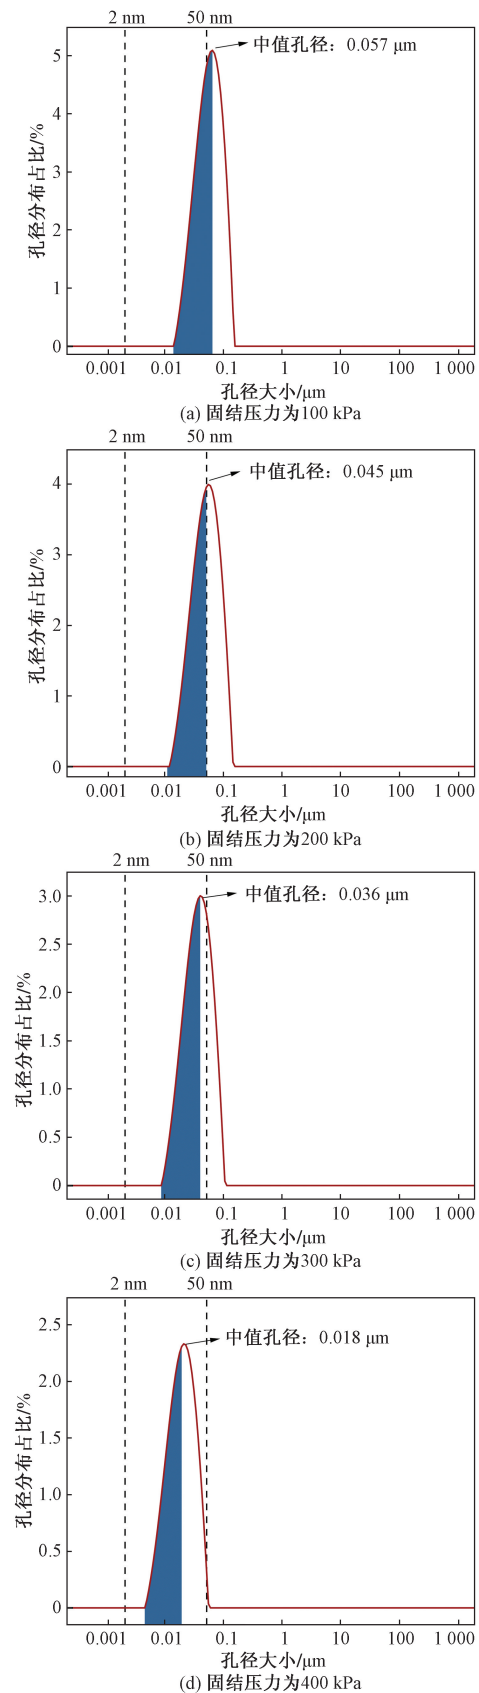 2 nm 50 nm
中值孔径：0.057 μm
孔径分布占比/%
5
4
3
2
1
0
0.001 0.01 0.1 1 10 100 1 000
孔径大小/μm
(a) 固结压力为100 kPa
2 nm 50 nm
中值孔径：0.045 μm
孔径分布占比/%
4
3
2
1
0
0.001 0.01 0.1 1 10 100 1 000
孔径大小/μm
(b) 固结压力为200 kPa
2 nm 50 nm
中值孔径：0.036 μm
孔径分布占比/%
3.0
2.5
2.0
1.5
1.0
0.5
0
0.001 0.01 0.1 1 10 100 1 000
孔径大小/μm
(c) 固结压力为300 kPa
2 nm 50 nm
中值孔径：0.018 μm
孔径分布占比/%
2.5
2.0
1.5
1.0
0.5
0
0.001 0.01 0.1 1 10 100 1 000
孔径大小/μm
(d) 固结压力为400 kPa